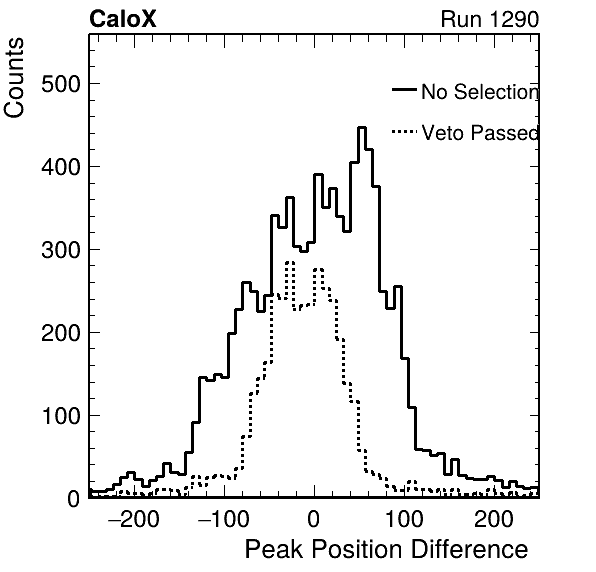 CaloX Run 1290
Counts
500
400
300
200
100
0
No Selection
Veto Passed
−200 −100 0 100 200
Peak Position Difference